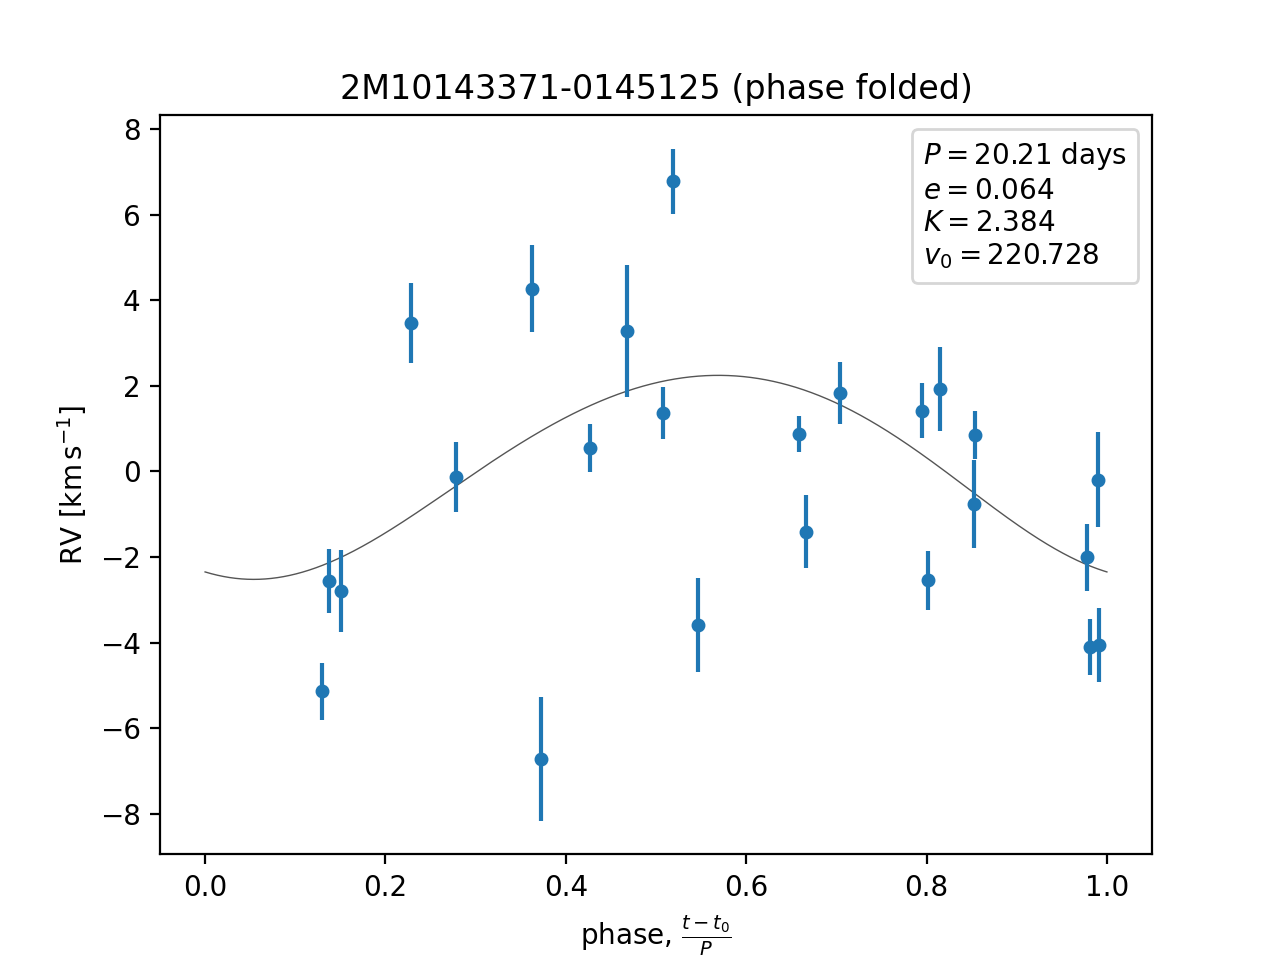 2M10143371-0145125 (phase folded)
P = 20.21 days
e = 0.064
K = 2.384
v₀ = 220.728
8
6
4
2
0
−2
−4
−6
−8
RV [km s⁻¹]
0.0 0.2 0.4 0.6 0.8 1.0
phase, (t − t₀)/P